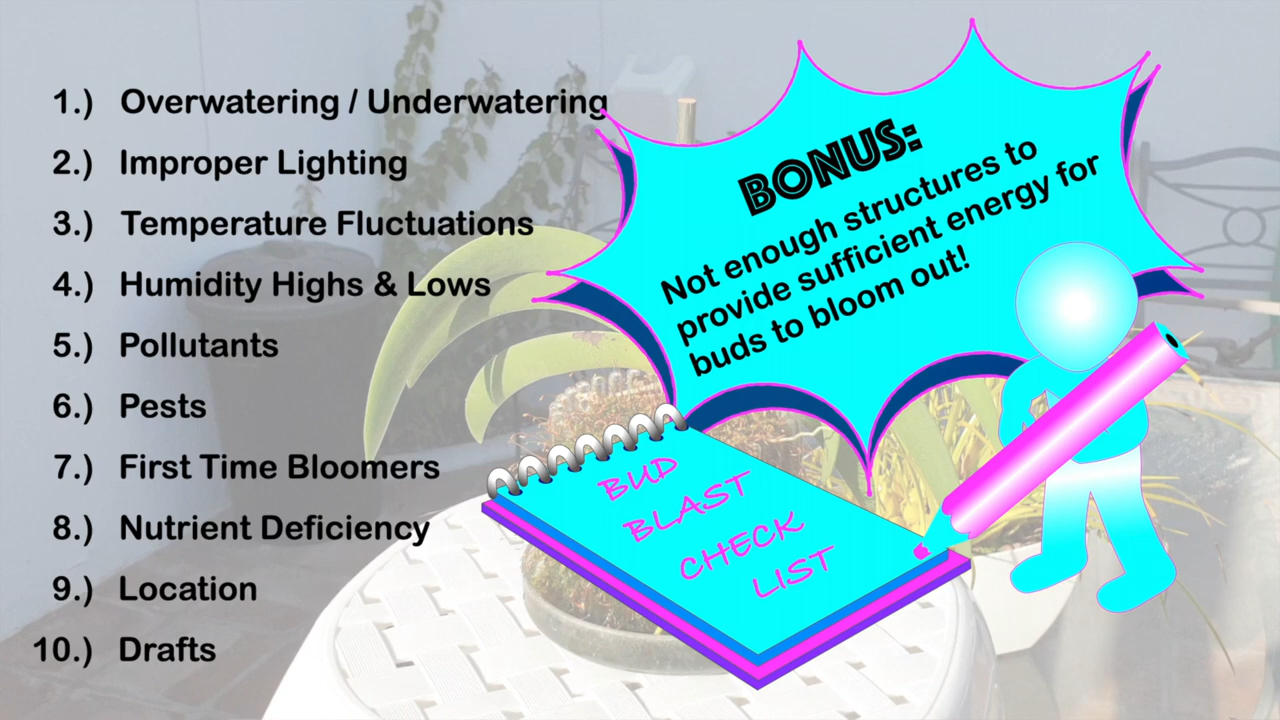 1.) Overwatering / Underwatering
2.) Improper Lighting
3.) Temperature Fluctuations
4.) Humidity Highs & Lows
5.) Pollutants
6.) Pests
7.) First Time Bloomers
8.) Nutrient Deficiency
9.) Location
10.) Drafts
BONUS:
Not enough structures to
provide sufficient energy for
buds to bloom out!
BUD
BLAST
CHECK
LIST